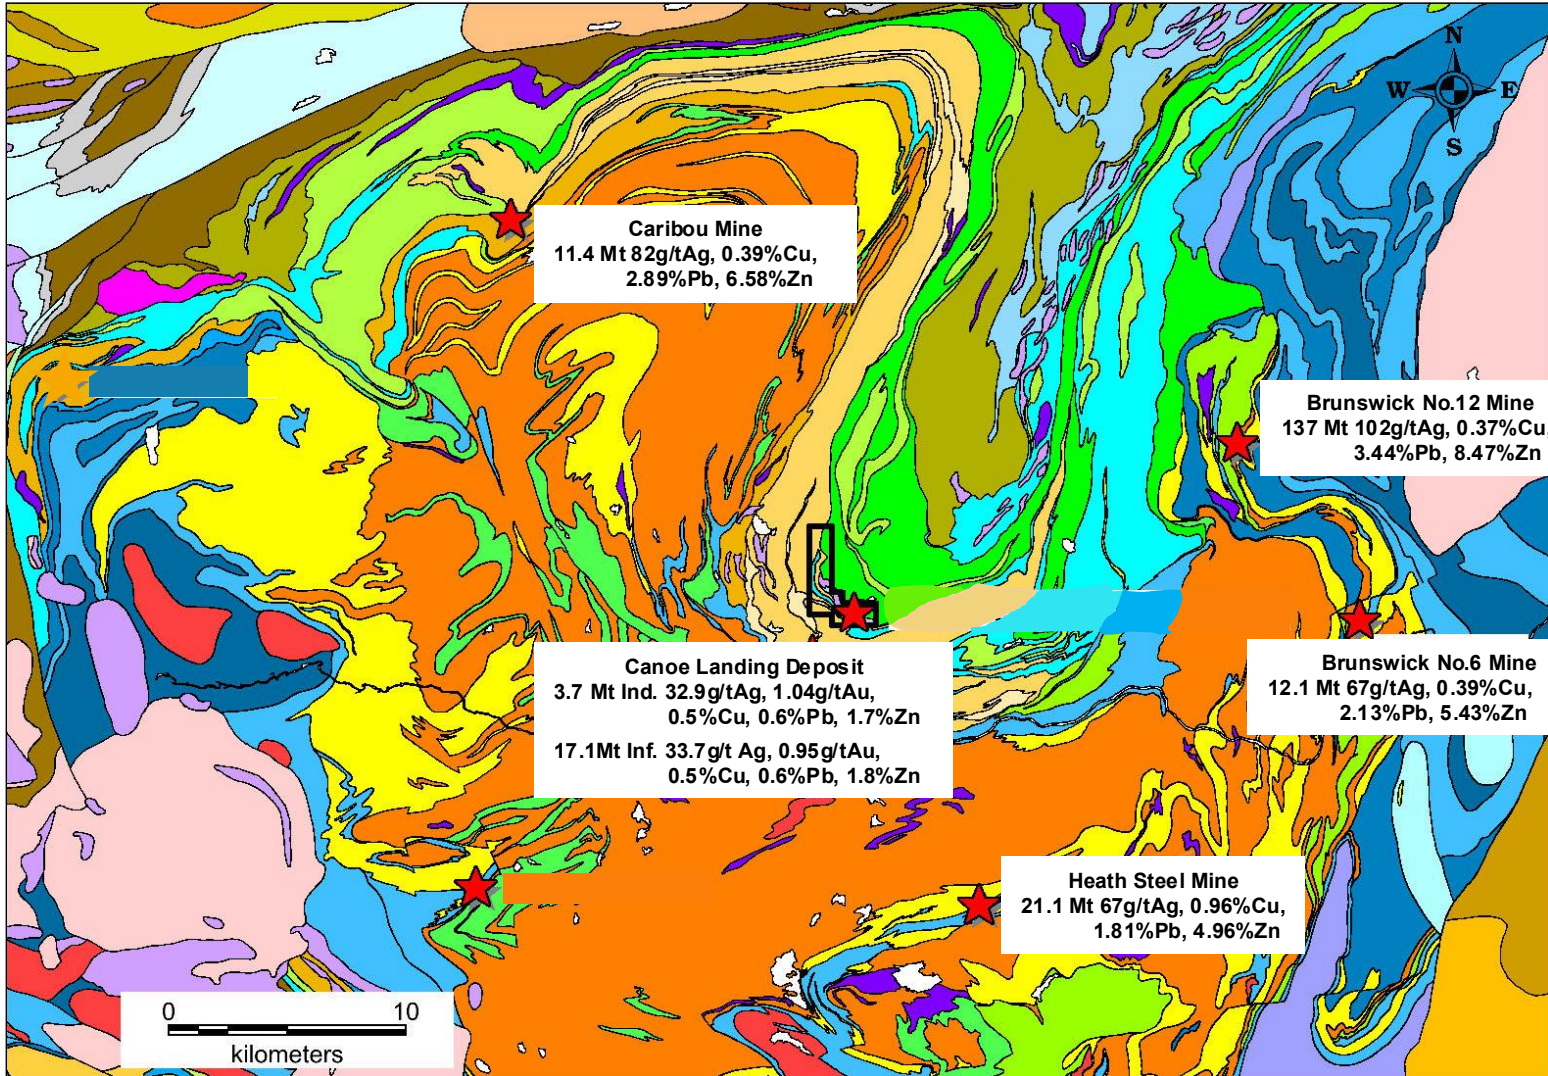 N
W E
S
Caribou Mine
11.4 Mt 82g/tAg, 0.39%Cu,
2.89%Pb, 6.58%Zn
Brunswick No.12 Mine
137 Mt 102g/tAg, 0.37%Cu,
3.44%Pb, 8.47%Zn
Canoe Landing Deposit
3.7 Mt Ind. 32.9g/tAg, 1.04g/tAu,
0.5%Cu, 0.6%Pb, 1.7%Zn
17.1Mt Inf. 33.7g/t Ag, 0.95g/tAu,
0.5%Cu, 0.6%Pb, 1.8%Zn
Brunswick No.6 Mine
12.1 Mt 67g/tAg, 0.39%Cu,
2.13%Pb, 5.43%Zn
Heath Steel Mine
21.1 Mt 67g/tAg, 0.96%Cu,
1.81%Pb, 4.96%Zn
0 10
kilometers